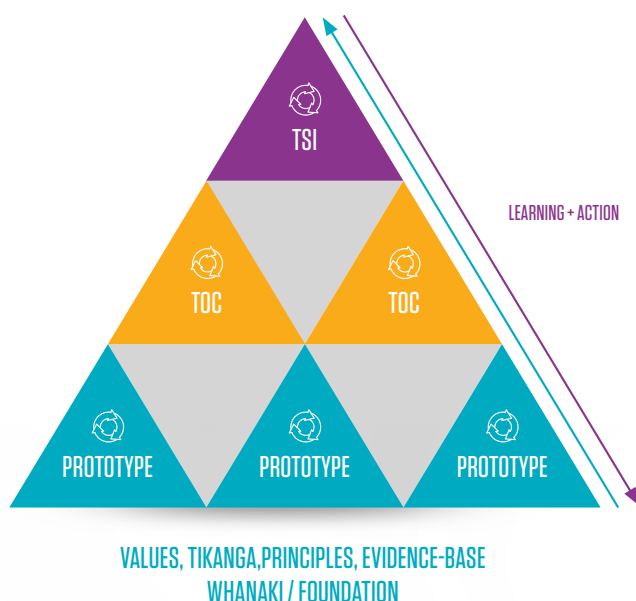 TSI
LEARNING + ACTION
TOC
TOC
PROTOTYPE
PROTOTYPE
PROTOTYPE
VALUES, TIKANGA,PRINCIPLES, EVIDENCE-BASE
WHANAKI / FOUNDATION